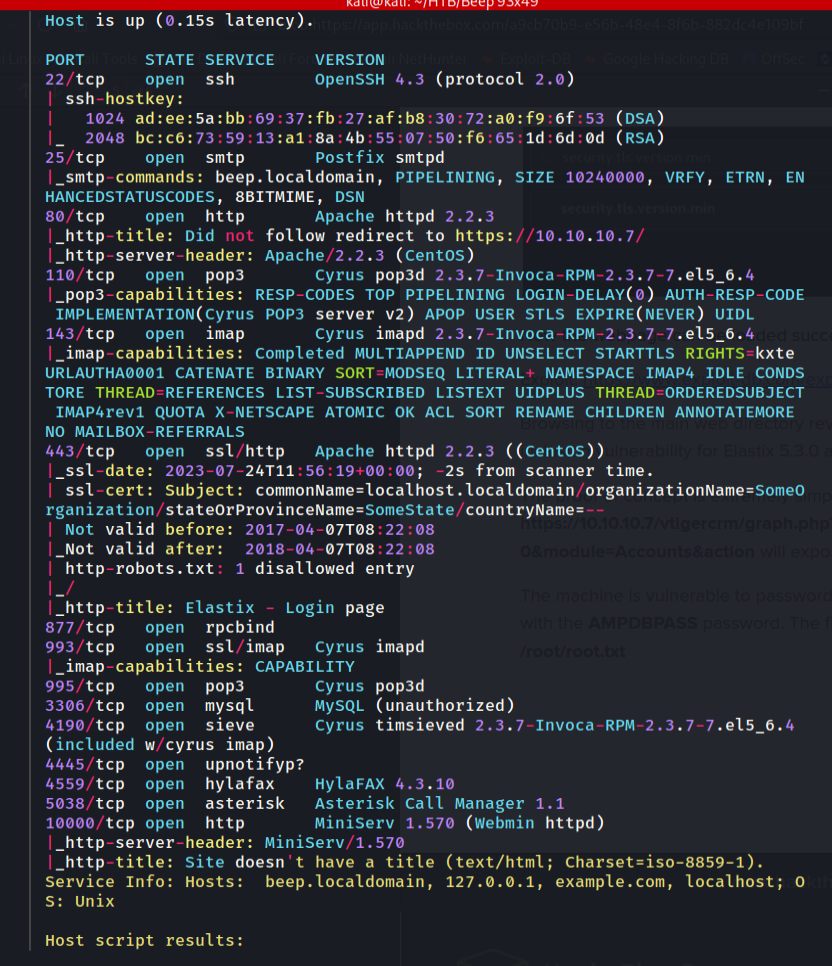 kali@kali: ~/HTB/Beep 93x49
Host is up (0.15s latency).
PORT      STATE SERVICE    VERSION
22/tcp    open  ssh        OpenSSH 4.3 (protocol 2.0)
| ssh-hostkey:
|   1024 ad:ee:5a:bb:69:37:fb:27:af:b8:30:72:a0:f9:6f:53 (DSA)
|_  2048 bc:c6:73:59:13:a1:8a:4b:55:07:50:f6:65:1d:6d:0d (RSA)
25/tcp    open  smtp       Postfix smtpd
|_smtp-commands: beep.localdomain, PIPELINING, SIZE 10240000, VRFY, ETRN, EN
HANCEDSTATUSCODES, 8BITMIME, DSN
80/tcp    open  http       Apache httpd 2.2.3
|_http-title: Did not follow redirect to https://10.10.10.7/
|_http-server-header: Apache/2.2.3 (CentOS)
110/tcp   open  pop3       Cyrus pop3d 2.3.7-Invoca-RPM-2.3.7-7.el5_6.4
|_pop3-capabilities: RESP-CODES TOP PIPELINING LOGIN-DELAY(0) AUTH-RESP-CODE
IMPLEMENTATION(Cyrus POP3 server v2) APOP USER STLS EXPIRE(NEVER) UIDL
143/tcp   open  imap       Cyrus imapd 2.3.7-Invoca-RPM-2.3.7-7.el5_6.4
|_imap-capabilities: Completed MULTIAPPEND ID UNSELECT STARTTLS RIGHTS=kxte
URLAUTHA0001 CATENATE BINARY SORT=MODSEQ LITERAL+ NAMESPACE IMAP4 IDLE CONDS
TORE THREAD=REFERENCES LIST-SUBSCRIBED LISTEXT UIDPLUS THREAD=ORDEREDSUBJECT
IMAP4rev1 QUOTA X-NETSCAPE ATOMIC OK ACL SORT RENAME CHILDREN ANNOTATEMORE
NO MAILBOX-REFERRALS
443/tcp   open  ssl/http   Apache httpd 2.2.3 ((CentOS))
|_ssl-date: 2023-07-24T11:56:19+00:00; -2s from scanner time.
| ssl-cert: Subject: commonName=localhost.localdomain/organizationName=SomeO
rganization/stateOrProvinceName=SomeState/countryName=--
| Not valid before: 2017-04-07T08:22:08
|_Not valid after:  2018-04-07T08:22:08
| http-robots.txt: 1 disallowed entry
|_/
|_http-title: Elastix - Login page
877/tcp   open  rpcbind
993/tcp   open  ssl/imap   Cyrus imapd
|_imap-capabilities: CAPABILITY
995/tcp   open  pop3       Cyrus pop3d
3306/tcp  open  mysql      MySQL (unauthorized)
4190/tcp  open  sieve      Cyrus timsieved 2.3.7-Invoca-RPM-2.3.7-7.el5_6.4
(included w/cyrus imap)
4445/tcp  open  upnotifyp?
4559/tcp  open  hylafax    HylaFAX 4.3.10
5038/tcp  open  asterisk   Asterisk Call Manager 1.1
10000/tcp open  http       MiniServ 1.570 (Webmin httpd)
|_http-server-header: MiniServ/1.570
|_http-title: Site doesn't have a title (text/html; Charset=iso-8859-1).
Service Info: Hosts:  beep.localdomain, 127.0.0.1, example.com, localhost; O
S: Unix
Host script results: